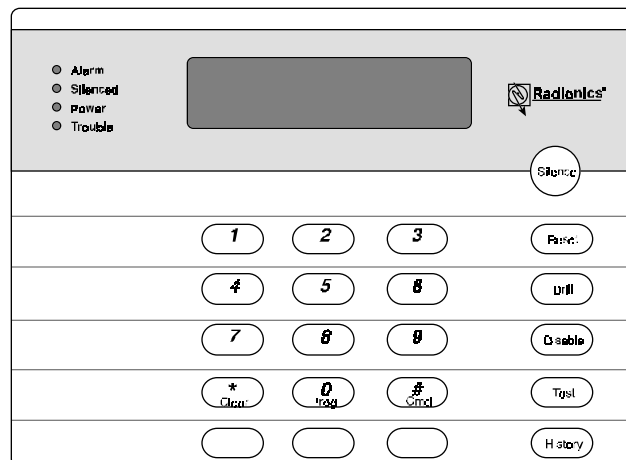 Alarm
Silenced
Power
Trouble
Radionics
Silence
1 2 3 Reset
4 5 6 Drill
7 8 9 Disable
* 0 # Test
Clear Prog Cmd
History